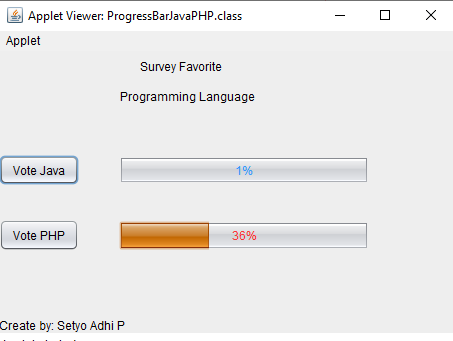 Applet Viewer: ProgressBarJavaPHP.class
Applet
Survey Favorite
Programming Language
Vote Java 1%
Vote PHP 36%
Create by: Setyo Adhi P